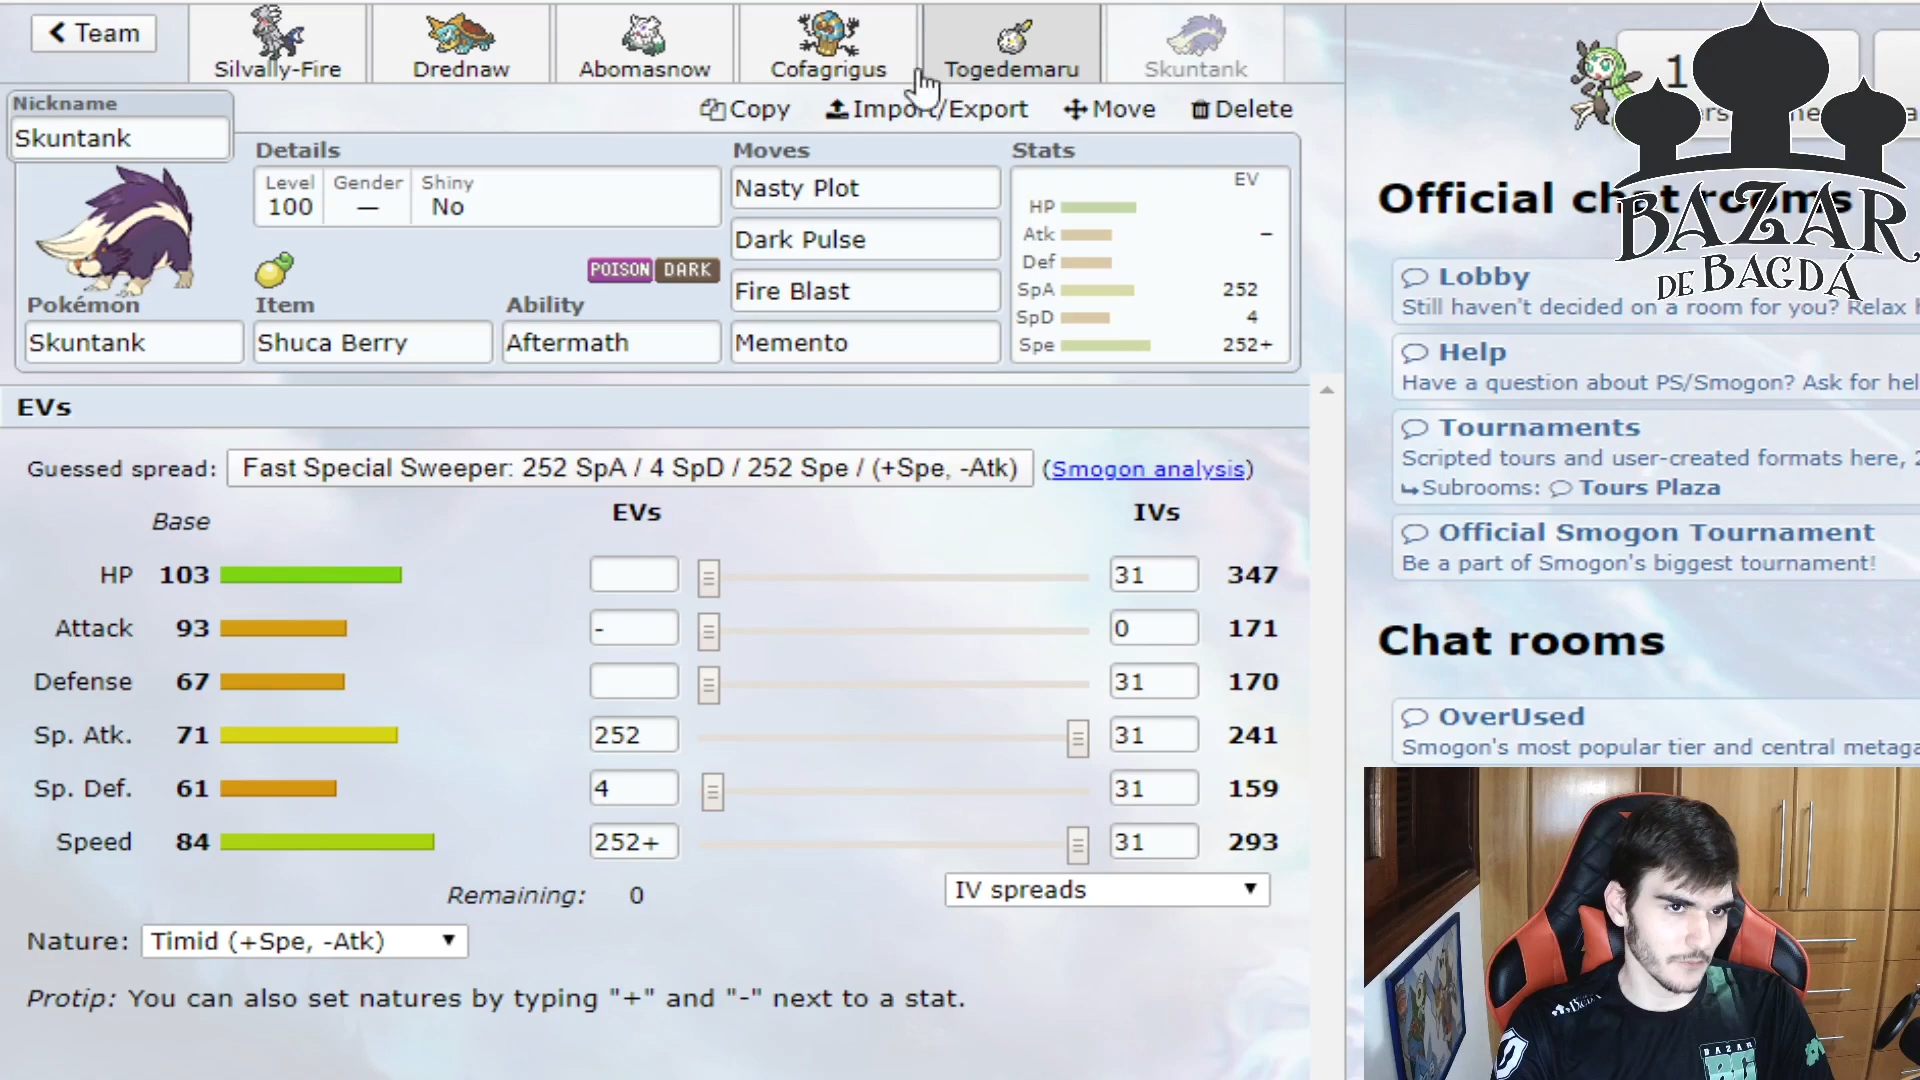 Team
Silvally-Fire
Drednaw
Abomasnow
Cofagrigus
Togedemaru
Skuntank
Copy
Import/Export
Move
Delete
Nickname
Skuntank
Details
Level
100
Gender
—
Shiny
No
POISON
DARK
Pokémon
Skuntank
Item
Shuca Berry
Ability
Aftermath
Moves
Nasty Plot
Dark Pulse
Fire Blast
Memento
Stats
EV
HP
Atk –
Def
SpA 252
SpD 4
Spe 252+
EVs
Guessed spread: Fast Special Sweeper: 252 SpA / 4 SpD / 252 Spe / (+Spe, -Atk) (Smogon analysis)
Base EVs IVs
HP 103 31 347
Attack 93 - 0 171
Defense 67 31 170
Sp. Atk. 71 252 31 241
Sp. Def. 61 4 31 159
Speed 84 252+ 31 293
Remaining: 0
IV spreads
Nature: Timid (+Spe, -Atk)
Protip: You can also set natures by typing "+" and "-" next to a stat.
BAZAR
DE BAGDÁ
Official chat rooms
Lobby
Still haven't decided on a room for you? Relax
Help
Have a question about PS/Smogon? Ask for
Tournaments
Scripted tours and user-created formats here,
Subrooms: Tours Plaza
Official Smogon Tournament
Be a part of Smogon's biggest tournament!
Chat rooms
OverUsed
Smogon's most popular tier and central
BAZAR
BG